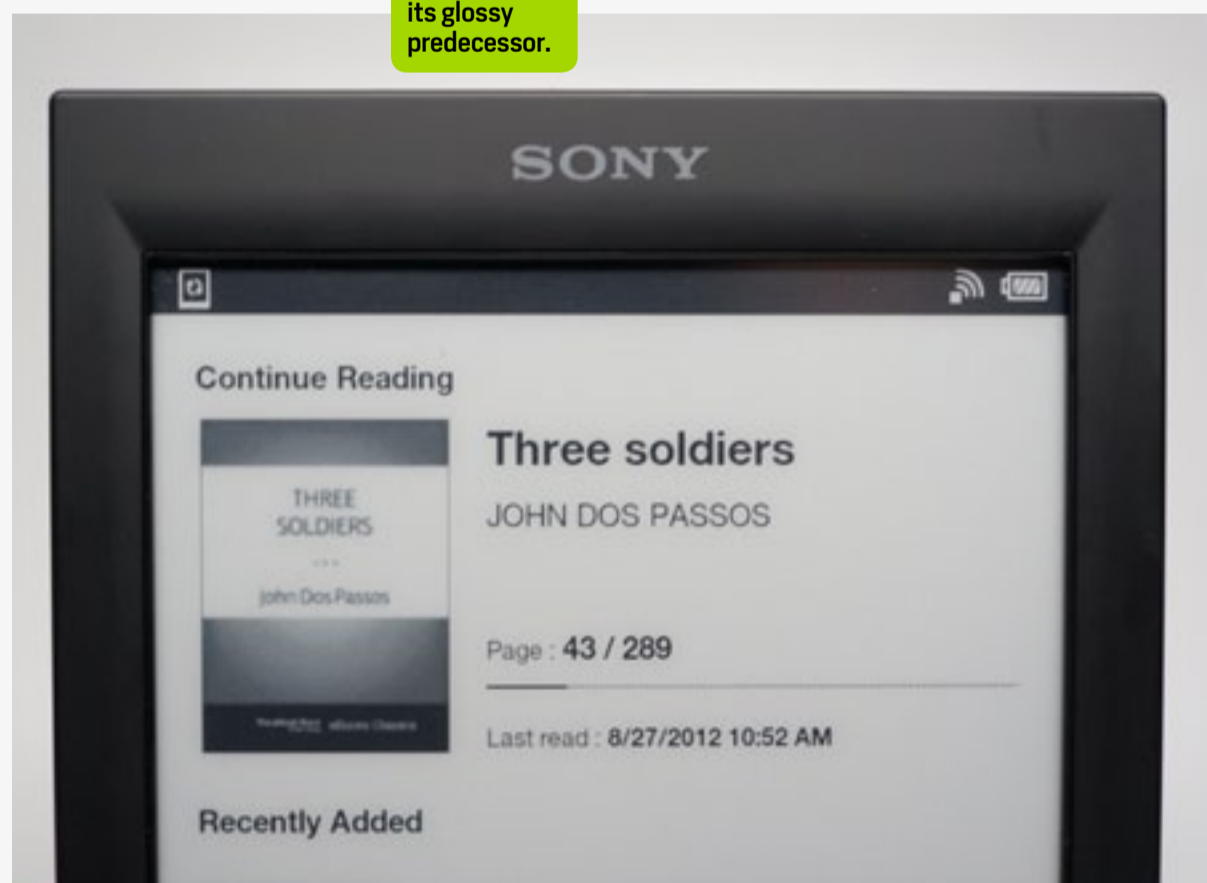 its glossy
predecessor.
SONY
Continue Reading
Three soldiers
JOHN DOS PASSOS
THREE
SOLDIERS
John Dos Passos
Page : 43 / 289
Last read : 8/27/2012 10:52 AM
Recently Added